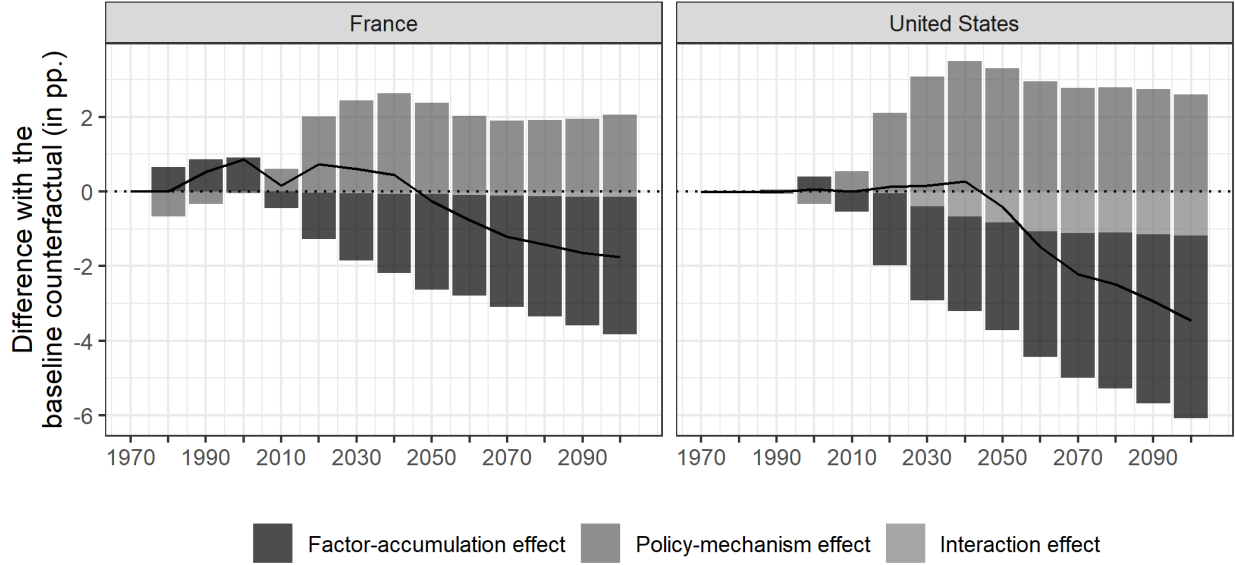 France
United States
Difference with the
baseline counterfactual (in pp.)
2
0
-2
-4
-6
1970 1990 2010 2030 2050 2070 2090
1970 1990 2010 2030 2050 2070 2090
Factor-accumulation effect
Policy-mechanism effect
Interaction effect